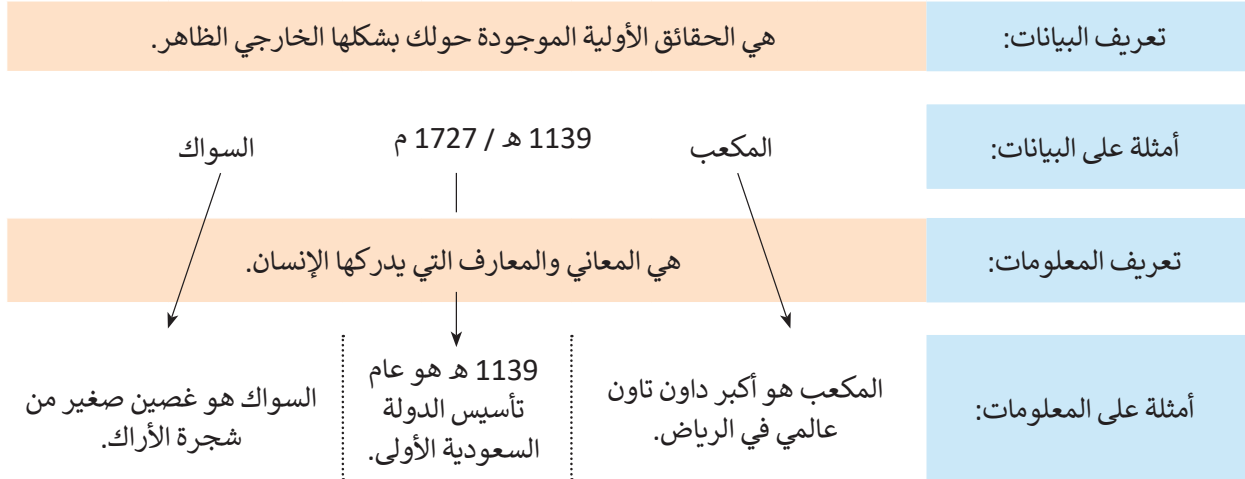 تعريف البيانات:
هي الحقائق الأولية الموجودة حولك بشكلها الخارجي الظاهر.
أمثلة على البيانات:
المكعب
1139 هـ / 1727 م
السواك
تعريف المعلومات:
هي المعاني والمعارف التي يدركها الإنسان.
أمثلة على المعلومات:
المكعب هو أكبر داون تاون
عالمي في الرياض.
1139 هـ هو عام
تأسيس الدولة
السعودية الأولى.
السواك هو غصين صغير من
شجرة الأراك.